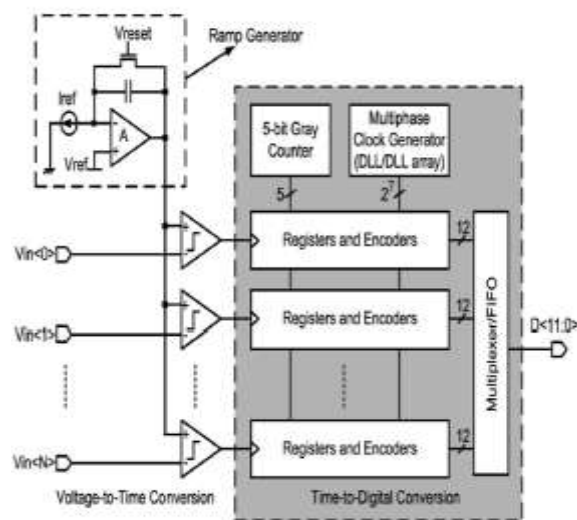 Vreset
Ramp Generator
Iref
A
Vref
5-bit Gray
Counter
Multiphase
Clock Generator
(DLL/DLL array)
5
2^7
Vin<0>
Registers and Encoders
12
Vin<1>
Registers and Encoders
12
Multiplexer/FIFO
D<11:0>
Vin<N>
Registers and Encoders
12
Voltage-to-Time Conversion
Time-to-Digital Conversion